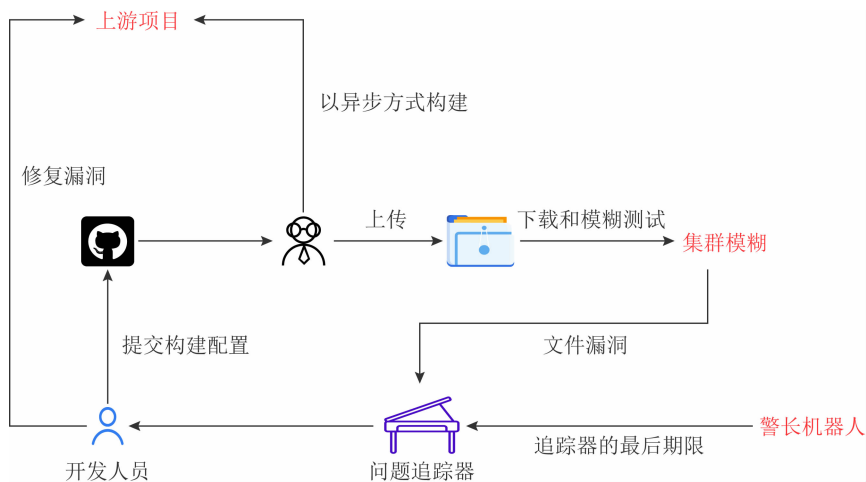 上游项目
以异步方式构建
修复漏洞
上传
下载和模糊测试
集群模糊
提交构建配置
文件漏洞
警长机器人
追踪器的最后期限
开发人员
问题追踪器